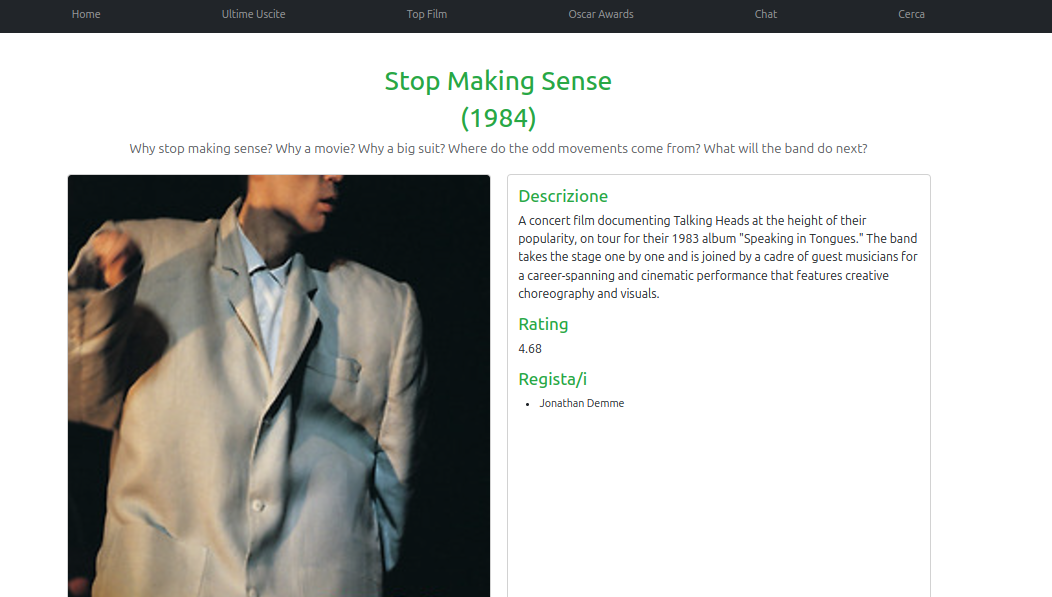 Home Ultime Uscite Top Film Oscar Awards Chat Cerca
Stop Making Sense
(1984)
Why stop making sense? Why a movie? Why a big suit? Where do the odd movements come from? What will the band do next?
Descrizione
A concert film documenting Talking Heads at the height of their
popularity, on tour for their 1983 album "Speaking in Tongues." The band
takes the stage one by one and is joined by a cadre of guest musicians for
a career-spanning and cinematic performance that features creative
choreography and visuals.
Rating
4.68
Regista/i
• Jonathan Demme